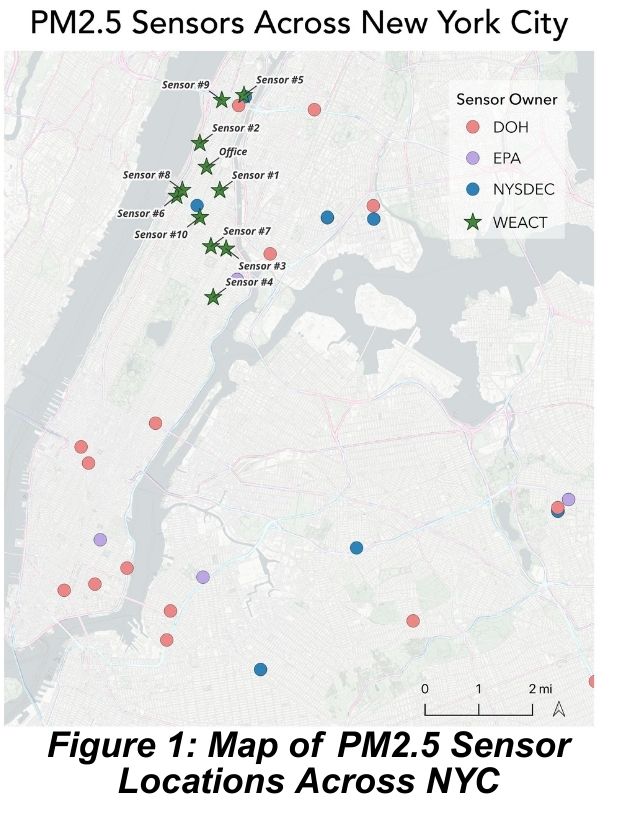 PM2.5 Sensors Across New York City
Sensor #9
Sensor #5
Sensor Owner
DOH
EPA
NYSDEC
WEACT
Sensor #2
Office
Sensor #8
Sensor #1
Sensor #6
Sensor #10
Sensor #7
Sensor #3
Sensor #4
0 1 2 mi
Figure 1: Map of PM2.5 Sensor
Locations Across NYC